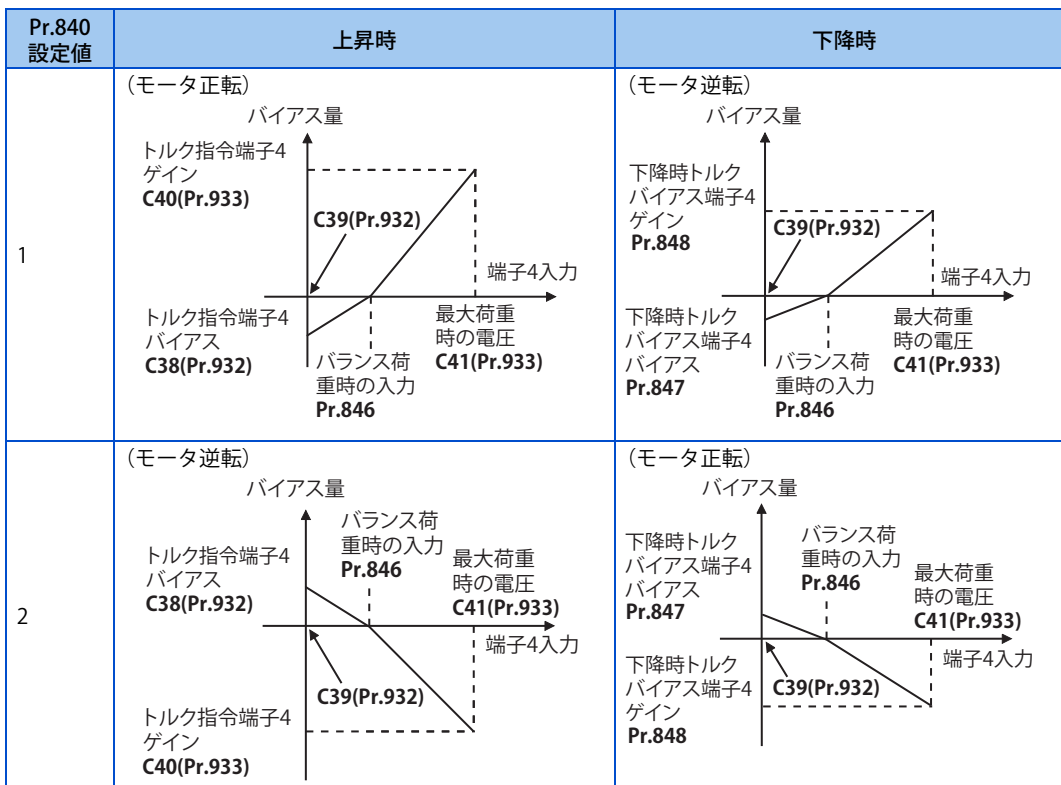 Pr.840
設定値
上昇時
下降時
1
（モータ正転）
バイアス量
トルク指令端子4
ゲイン
C40(Pr.933)
C39(Pr.932)
端子4入力
トルク指令端子4
バイアス
C38(Pr.932)
バランス荷
重時の入力
Pr.846
最大荷重
時の電圧
C41(Pr.933)
（モータ逆転）
バイアス量
下降時トルク
バイアス端子4
ゲイン
Pr.848
C39(Pr.932)
端子4入力
下降時トルク
バイアス端子4
バイアス
Pr.847
バランス荷
重時の入力
Pr.846
最大荷重
時の電圧
C41(Pr.933)
2
（モータ逆転）
バイアス量
トルク指令端子4
バイアス
C38(Pr.932)
バランス荷
重時の入力
Pr.846
最大荷重
時の電圧
C41(Pr.933)
端子4入力
C39(Pr.932)
トルク指令端子4
ゲイン
C40(Pr.933)
（モータ正転）
バイアス量
下降時トルク
バイアス端子4
バイアス
Pr.847
バランス荷
重時の入力
Pr.846
最大荷重
時の電圧
C41(Pr.933)
端子4入力
C39(Pr.932)
下降時トルク
バイアス端子4
ゲイン
Pr.848